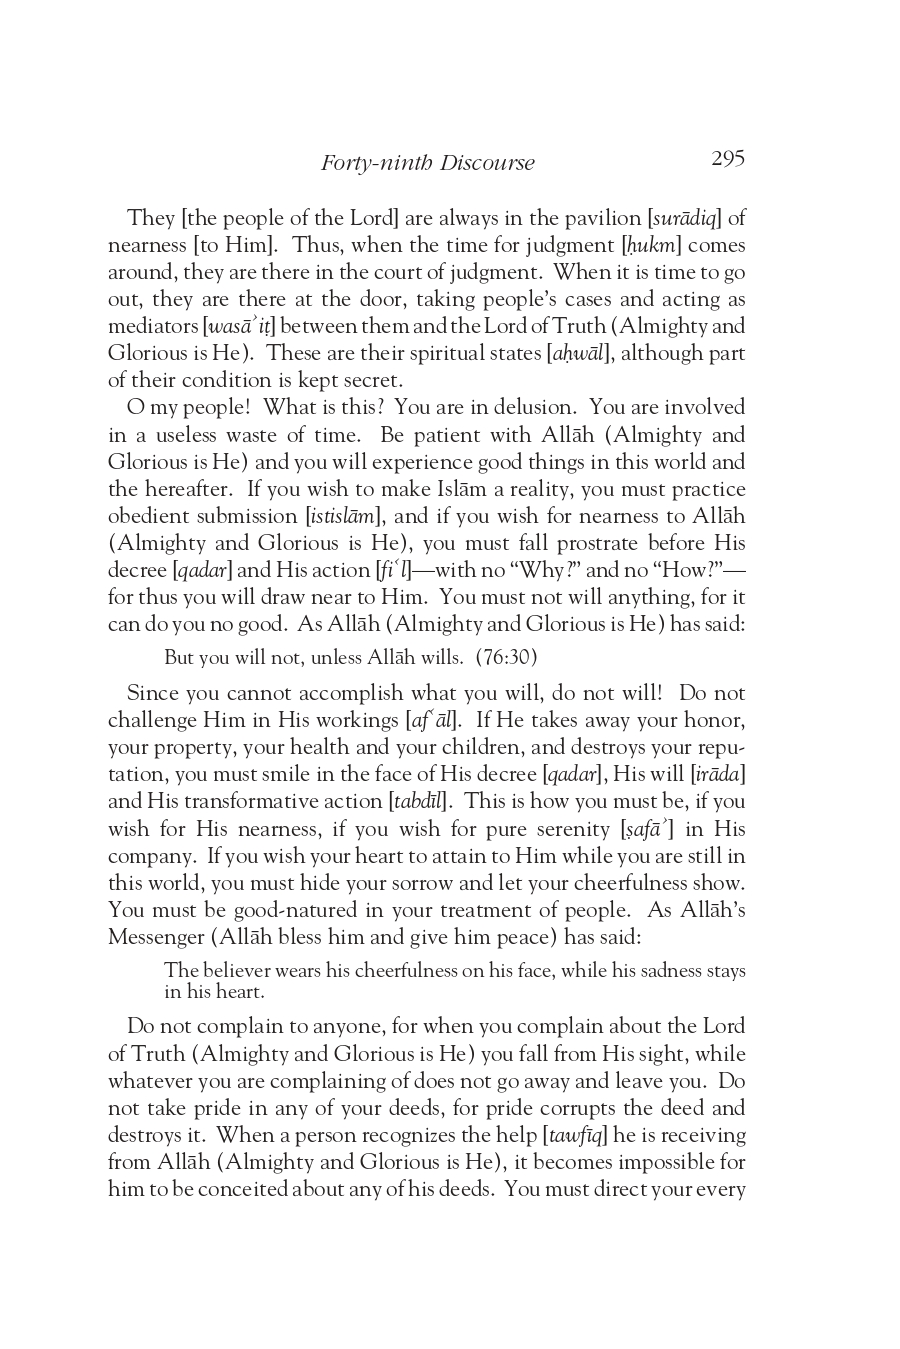 Forty-ninth Discourse 295
They [the people of the Lord] are always in the pavilion [surādiq] of
nearness [to Him]. Thus, when the time for judgment [ḥukm] comes
around, they are there in the court of judgment. When it is time to go
out, they are there at the door, taking people’s cases and acting as
mediators [wasāʾiṭ] between them and the Lord of Truth (Almighty and
Glorious is He). These are their spiritual states [aḥwāl], although part
of their condition is kept secret.
O my people! What is this? You are in delusion. You are involved
in a useless waste of time. Be patient with Allāh (Almighty and
Glorious is He) and you will experience good things in this world and
the hereafter. If you wish to make Islām a reality, you must practice
obedient submission [istislām], and if you wish for nearness to Allāh
(Almighty and Glorious is He), you must fall prostrate before His
decree [qadar] and His action [fiʿl]—with no “Why?” and no “How?”—
for thus you will draw near to Him. You must not will anything, for it
can do you no good. As Allāh (Almighty and Glorious is He) has said:
But you will not, unless Allāh wills. (76:30)
Since you cannot accomplish what you will, do not will! Do not
challenge Him in His workings [afʿāl]. If He takes away your honor,
your property, your health and your children, and destroys your repu-
tation, you must smile in the face of His decree [qadar], His will [irāda]
and His transformative action [tabdīl]. This is how you must be, if you
wish for His nearness, if you wish for pure serenity [ṣafāʾ] in His
company. If you wish your heart to attain to Him while you are still in
this world, you must hide your sorrow and let your cheerfulness show.
You must be good-natured in your treatment of people. As Allāh’s
Messenger (Allāh bless him and give him peace) has said:
The believer wears his cheerfulness on his face, while his sadness stays
in his heart.
Do not complain to anyone, for when you complain about the Lord
of Truth (Almighty and Glorious is He) you fall from His sight, while
whatever you are complaining of does not go away and leave you. Do
not take pride in any of your deeds, for pride corrupts the deed and
destroys it. When a person recognizes the help [tawfīq] he is receiving
from Allāh (Almighty and Glorious is He), it becomes impossible for
him to be conceited about any of his deeds. You must direct your every